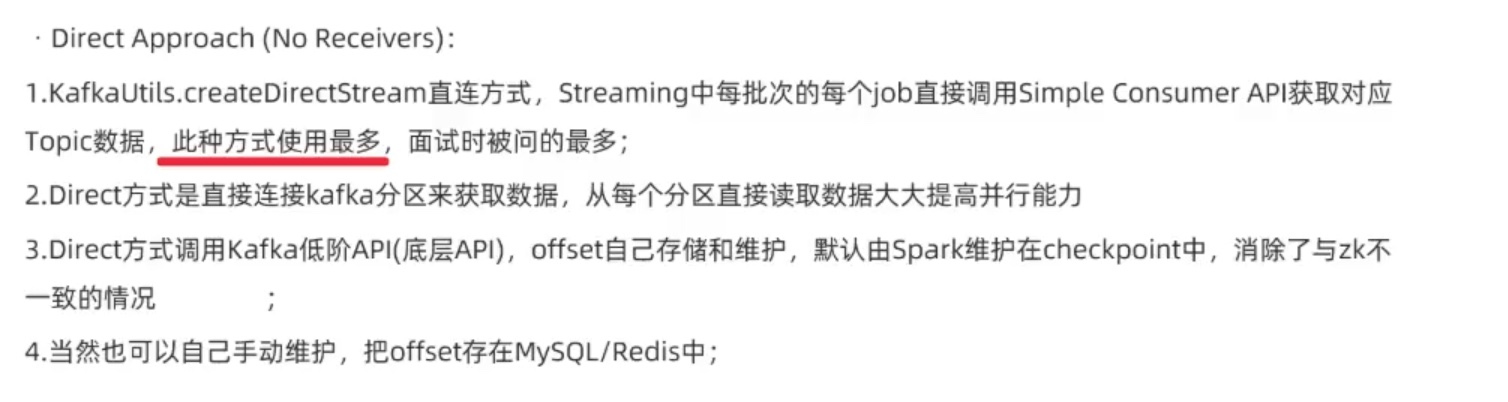 · Direct Approach (No Receivers)：
1.KafkaUtils.createDirectStream直连方式，Streaming中每批次的每个job直接调用Simple Consumer API获取对应
Topic数据，此种方式使用最多，面试时被问的最多；
2.Direct方式是直接连接kafka分区来获取数据，从每个分区直接读取数据大大提高并行能力
3.Direct方式调用Kafka低阶API(底层API)，offset自己存储和维护，默认由Spark维护在checkpoint中，消除了与zk不
一致的情况 ；
4.当然也可以自己手动维护，把offset存在MySQL/Redis中；